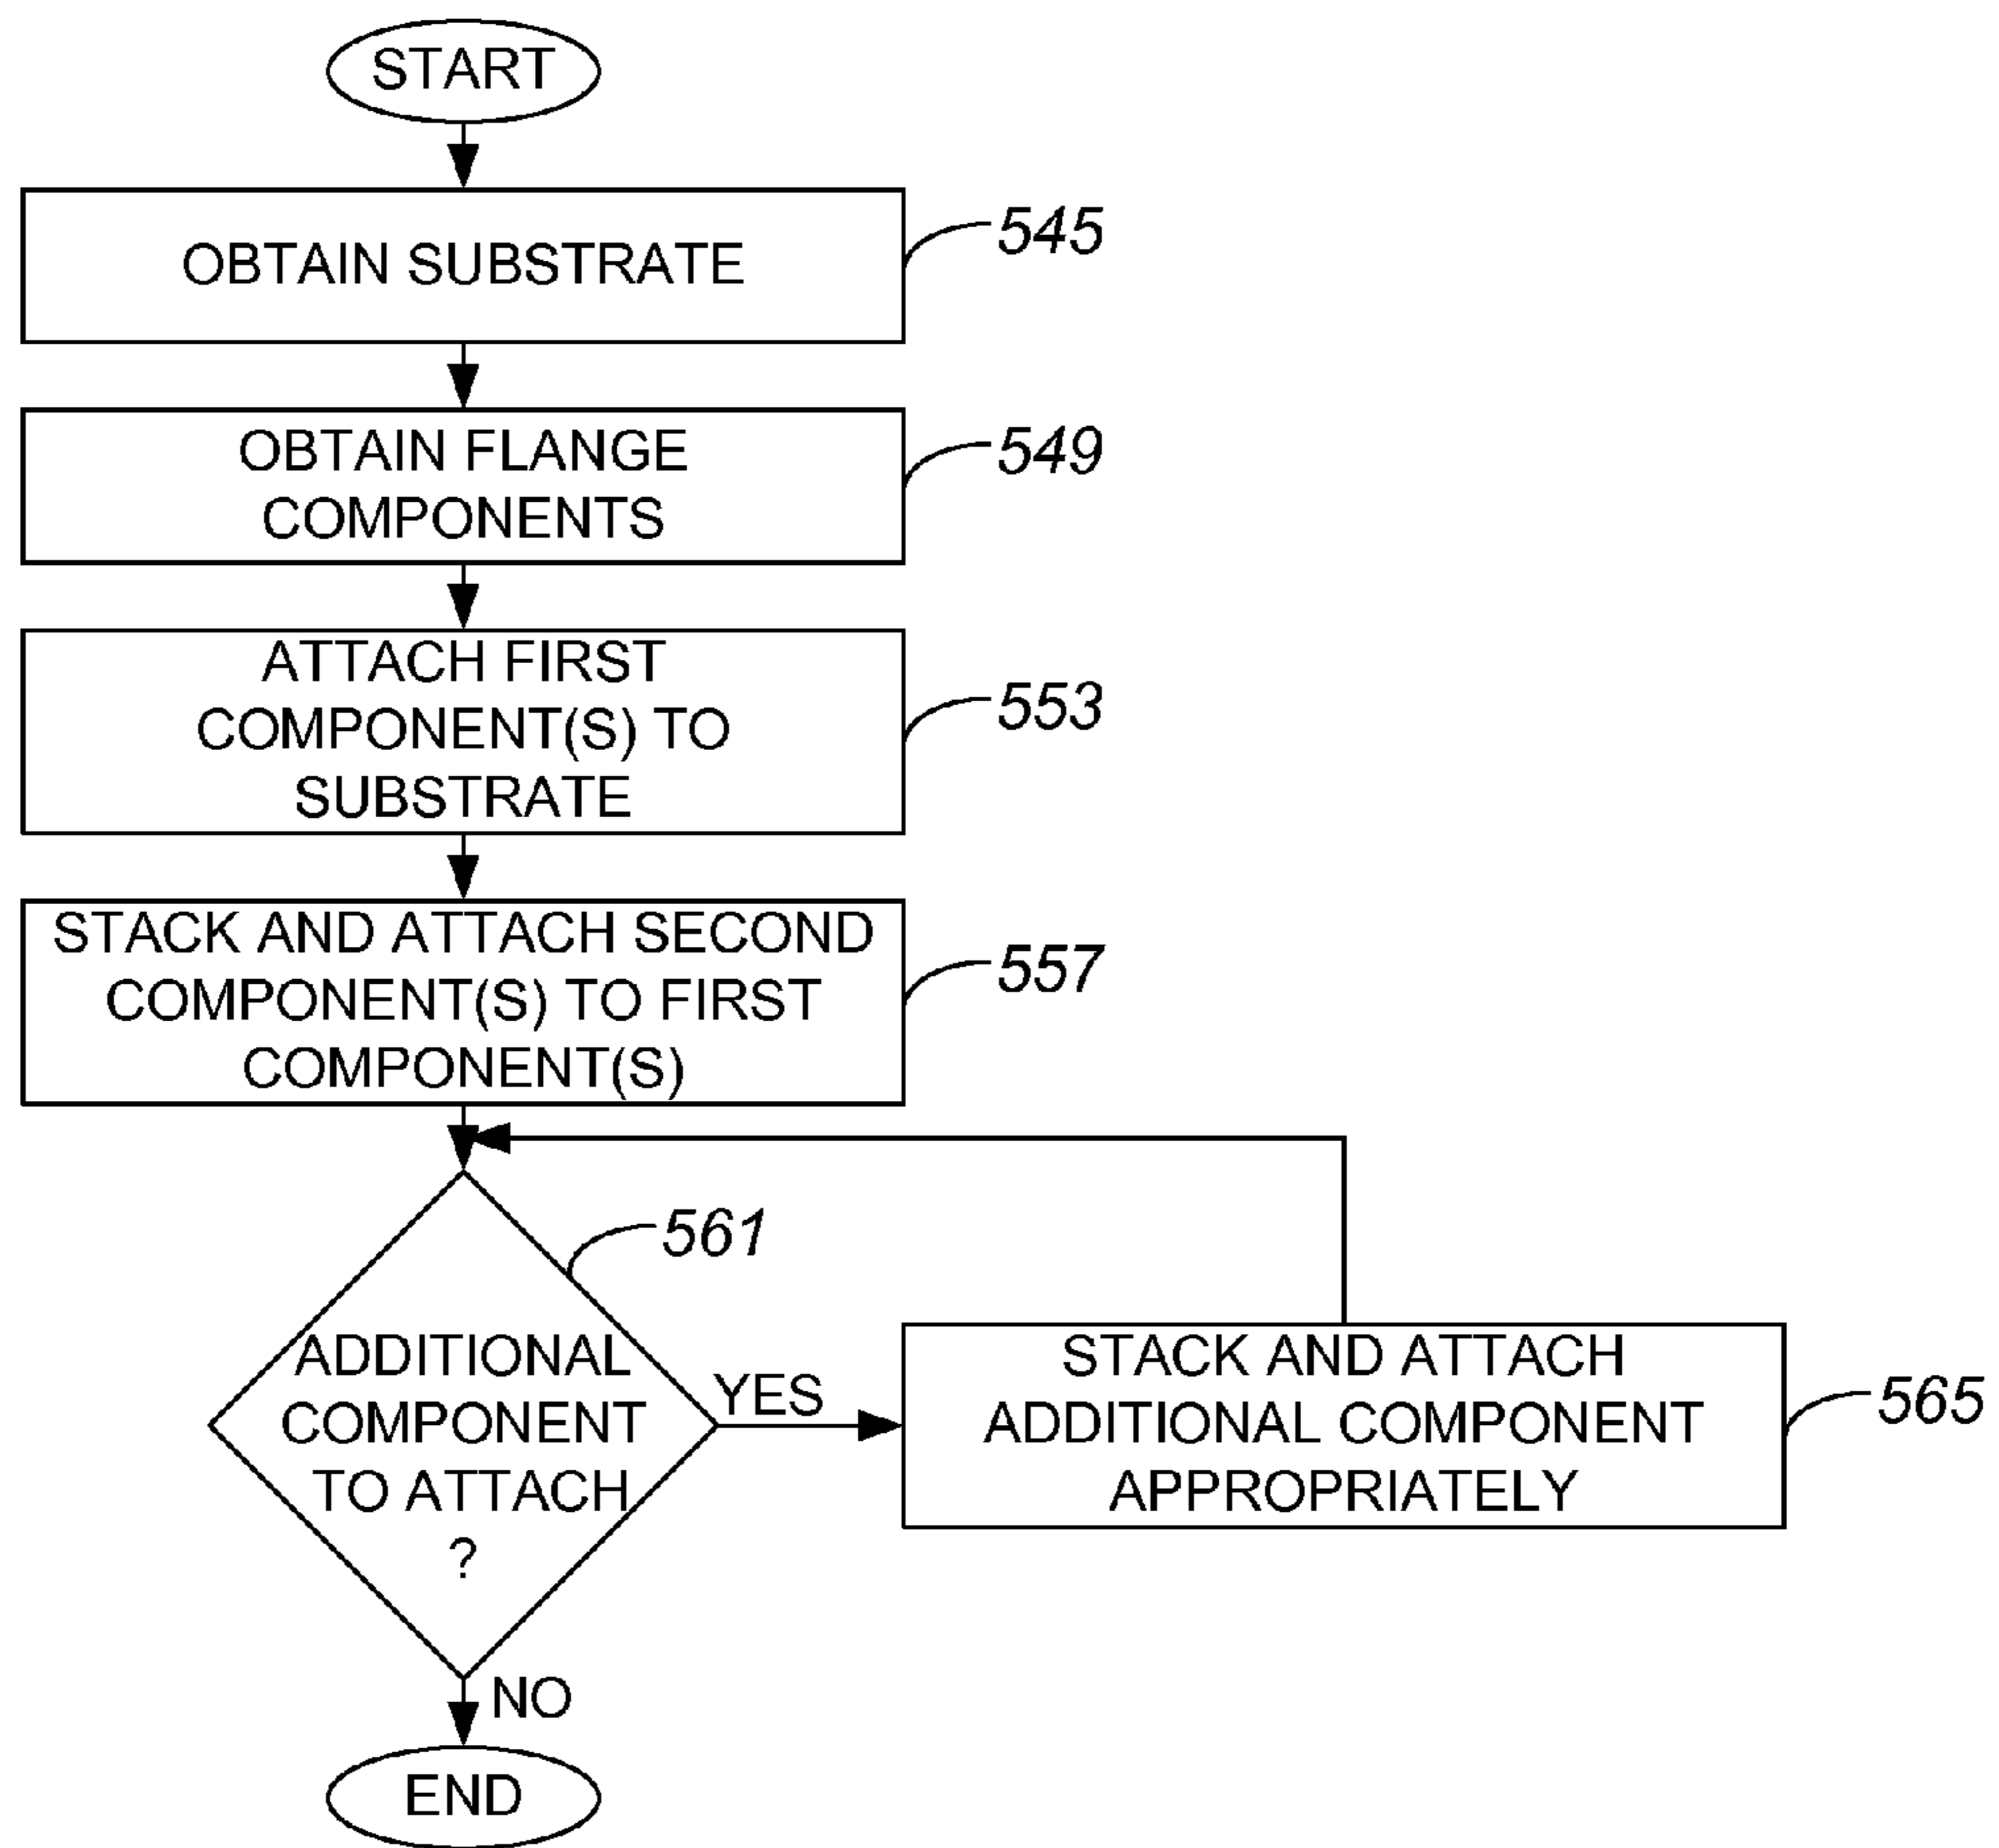 START
OBTAIN SUBSTRATE
545
OBTAIN FLANGE
COMPONENTS
549
ATTACH FIRST
COMPONENT(S) TO
SUBSTRATE
553
STACK AND ATTACH SECOND
COMPONENT(S) TO FIRST
COMPONENT(S)
557
561
ADDITIONAL
COMPONENT
TO ATTACH
?
YES
STACK AND ATTACH
ADDITIONAL COMPONENT
APPROPRIATELY
565
NO
END